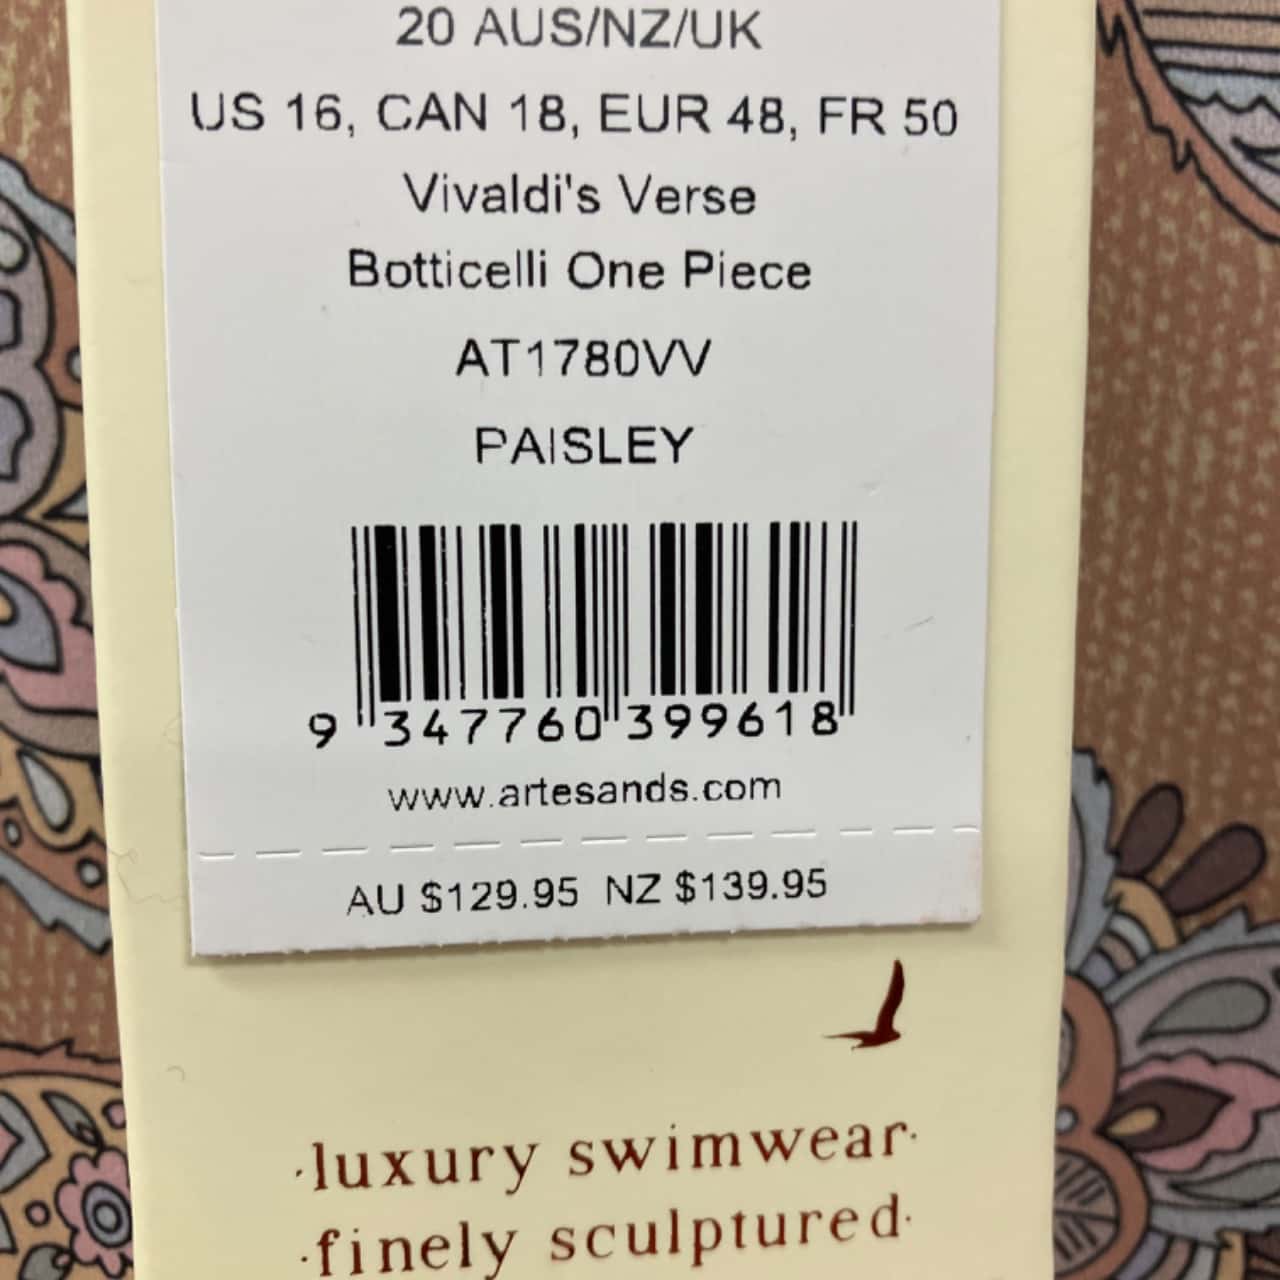 20 AUS/NZ/UK
US 16, CAN 18, EUR 48, FR 50
Vivaldi's Verse
Botticelli One Piece
AT1780VV
PAISLEY
9 347760 399618
www.artesands.com
AU $129.95 NZ $139.95
·luxury swimwear·
·finely sculptured·